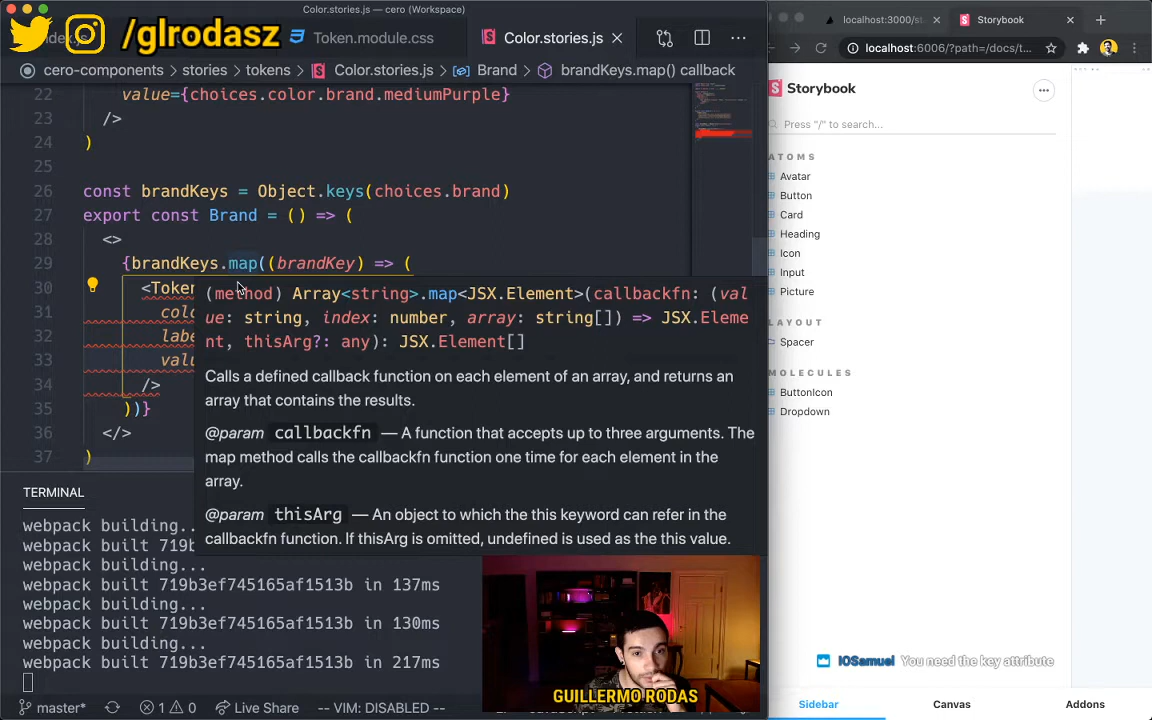 Color.stories.js — cero (Workspace)
/glrodasz
index.js
Token.module.css
Color.stories.js
cero-components > stories > tokens > Color.stories.js > Brand > brandKeys.map() callback
22 value={choices.color.brand.mediumPurple}
23 />
24 )
25
26 const brandKeys = Object.keys(choices.brand)
27 export const Brand = () => (
28 <>
29 {brandKeys.map((brandKey) => (
30 <Token
31 colo
32 labe
33 valu
34 />
35 ))}
36 </>
37 )
(method) Array<string>.map<JSX.Element>(callbackfn: (val
ue: string, index: number, array: string[]) => JSX.Eleme
nt, thisArg?: any): JSX.Element[]
Calls a defined callback function on each element of an array, and returns an
array that contains the results.
@param callbackfn — A function that accepts up to three arguments. The
map method calls the callbackfn function one time for each element in the
array.
@param thisArg — An object to which the this keyword can refer in the
callbackfn function. If thisArg is omitted, undefined is used as the this value.
TERMINAL
webpack building..
webpack built 719b
webpack building..
webpack built 719b3ef745165af1513b in 137ms
webpack building...
webpack built 719b3ef745165af1513b in 130ms
webpack building...
webpack built 719b3ef745165af1513b in 217ms
master*
1 0
Live Share
-- VIM: DISABLED --
GUILLERMO RODAS
localhost:3000/st
Storybook
localhost:6006/?path=/docs/t...
Storybook
Press "/" to search...
ATOMS
Avatar
Button
Card
Heading
Icon
Input
Picture
LAYOUT
Spacer
MOLECULES
ButtonIcon
Dropdown
IOSamuel You need the key attribute
Sidebar
Canvas
Addons